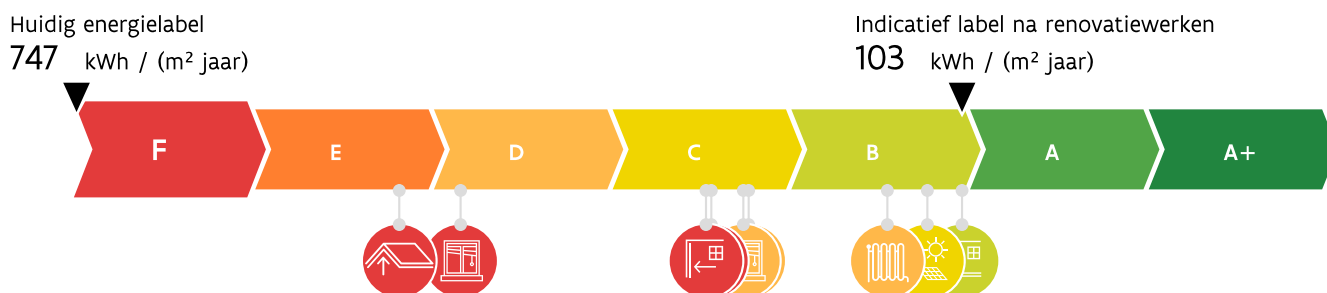 Huidig energielabel
747 kWh / (m² jaar)
Indicatief label na renovatiewerken
103 kWh / (m² jaar)
F E D C B A A+